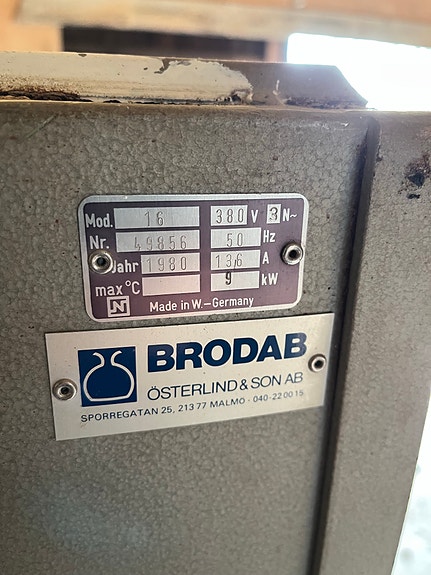 Mod. 16 380 V 3 N~
Nr. 49856 50 Hz
Jahr 1980 13,6 A
max °C 9 kW
N Made in W.-Germany
BRODAB
ÖSTERLIND & SON AB
SPORREGATAN 25, 213 77 MALMÖ - 040-22 00 15